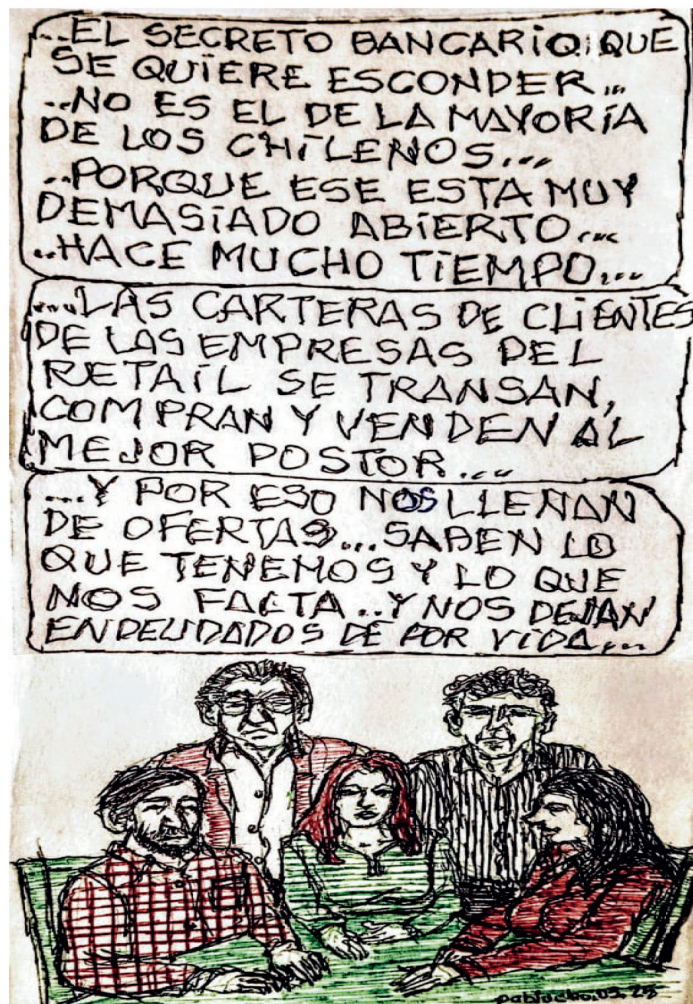 ...EL SECRETO BANCARIO, QUE
SE QUIERE ESCONDER...
...NO ES EL DE LA MAYORÍA
DE LOS CHILENOS...
...PORQUE ESE ESTA MUY
DEMASIADO ABIERTO...
...HACE MUCHO TIEMPO...
...LAS CARTERAS DE CLIENTES
DE LAS EMPRESAS DEL
RETAIL SE TRANSAN,
COMPRAN Y VENDEN AL
MEJOR POSTOR...
...Y POR ESO NOS LLENAN
DE OFERTAS...SABEN LO
QUE TENEMOS Y LO QUE
NOS FALTA...Y NOS DEJAN
ENDEUDADOS DE POR VIDA...